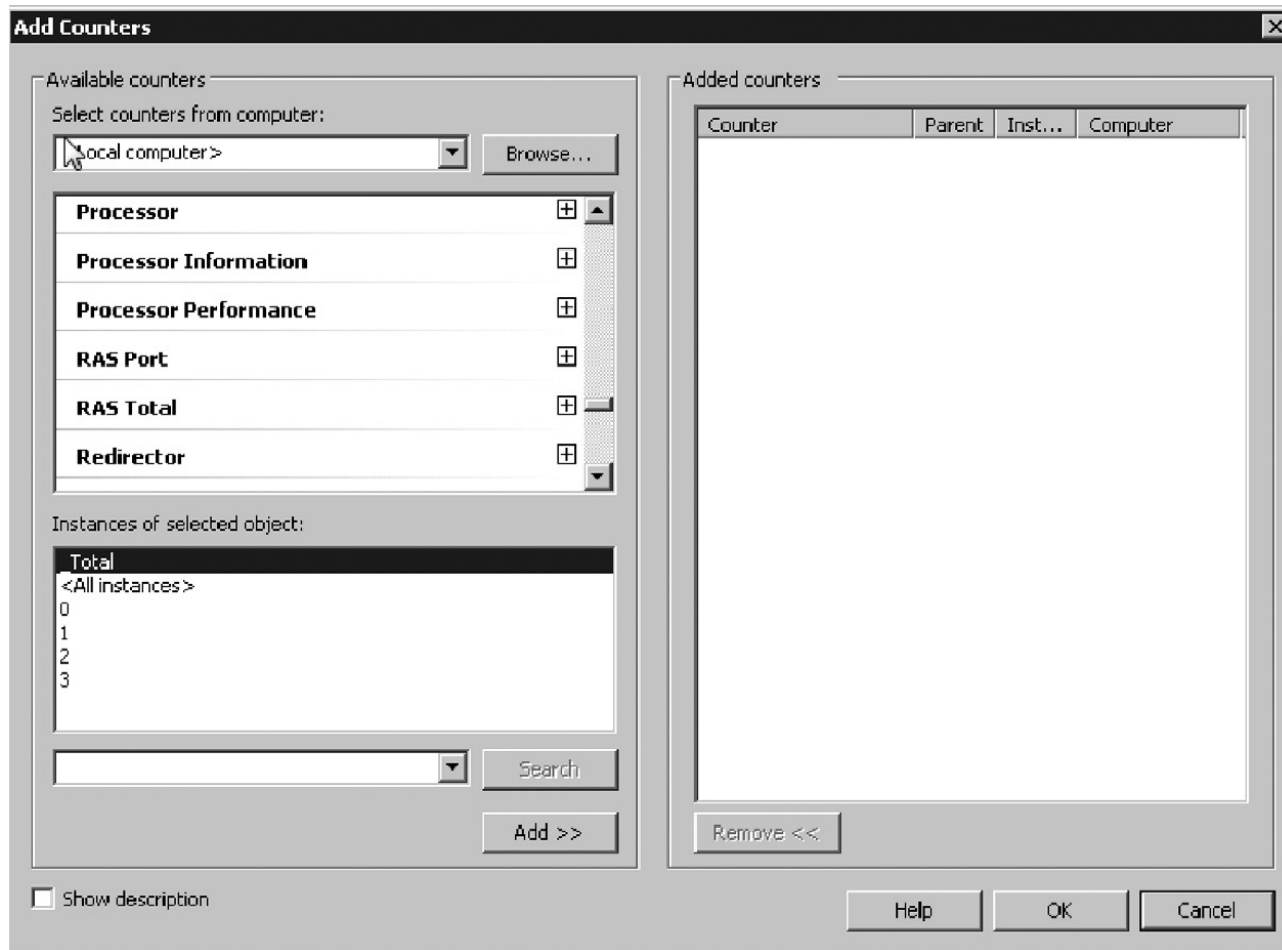 Add Counters
Available counters
Select counters from computer:
ocal computer>
Browse...
Processor
Processor Information
Processor Performance
RAS Port
RAS Total
Redirector
Instances of selected object:
_Total
<All instances>
0
1
2
3
Search
Add >>
Show description
Added counters
Counter Parent Inst... Computer
Remove <<
Help OK Cancel